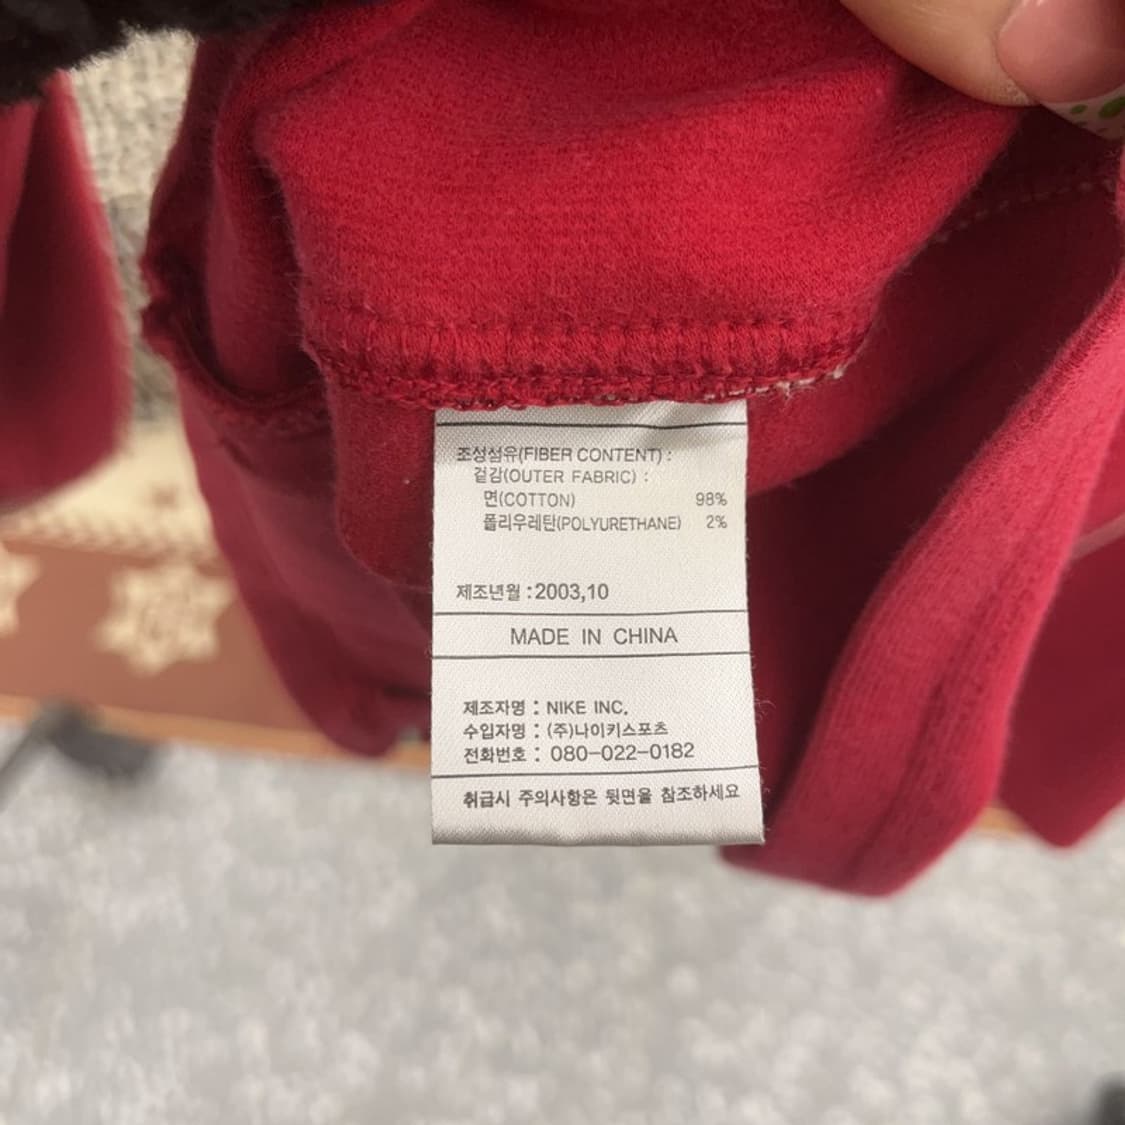 조성섬유(FIBER CONTENT) :
겉감(OUTER FABRIC) :
면(COTTON) 98%
폴리우레탄(POLYURETHANE) 2%
제조년월 : 2003,10
MADE IN CHINA
제조자명 : NIKE INC.
수입자명 : (주)나이키스포츠
전화번호 : 080-022-0182
취급시 주의사항은 뒷면을 참조하세요